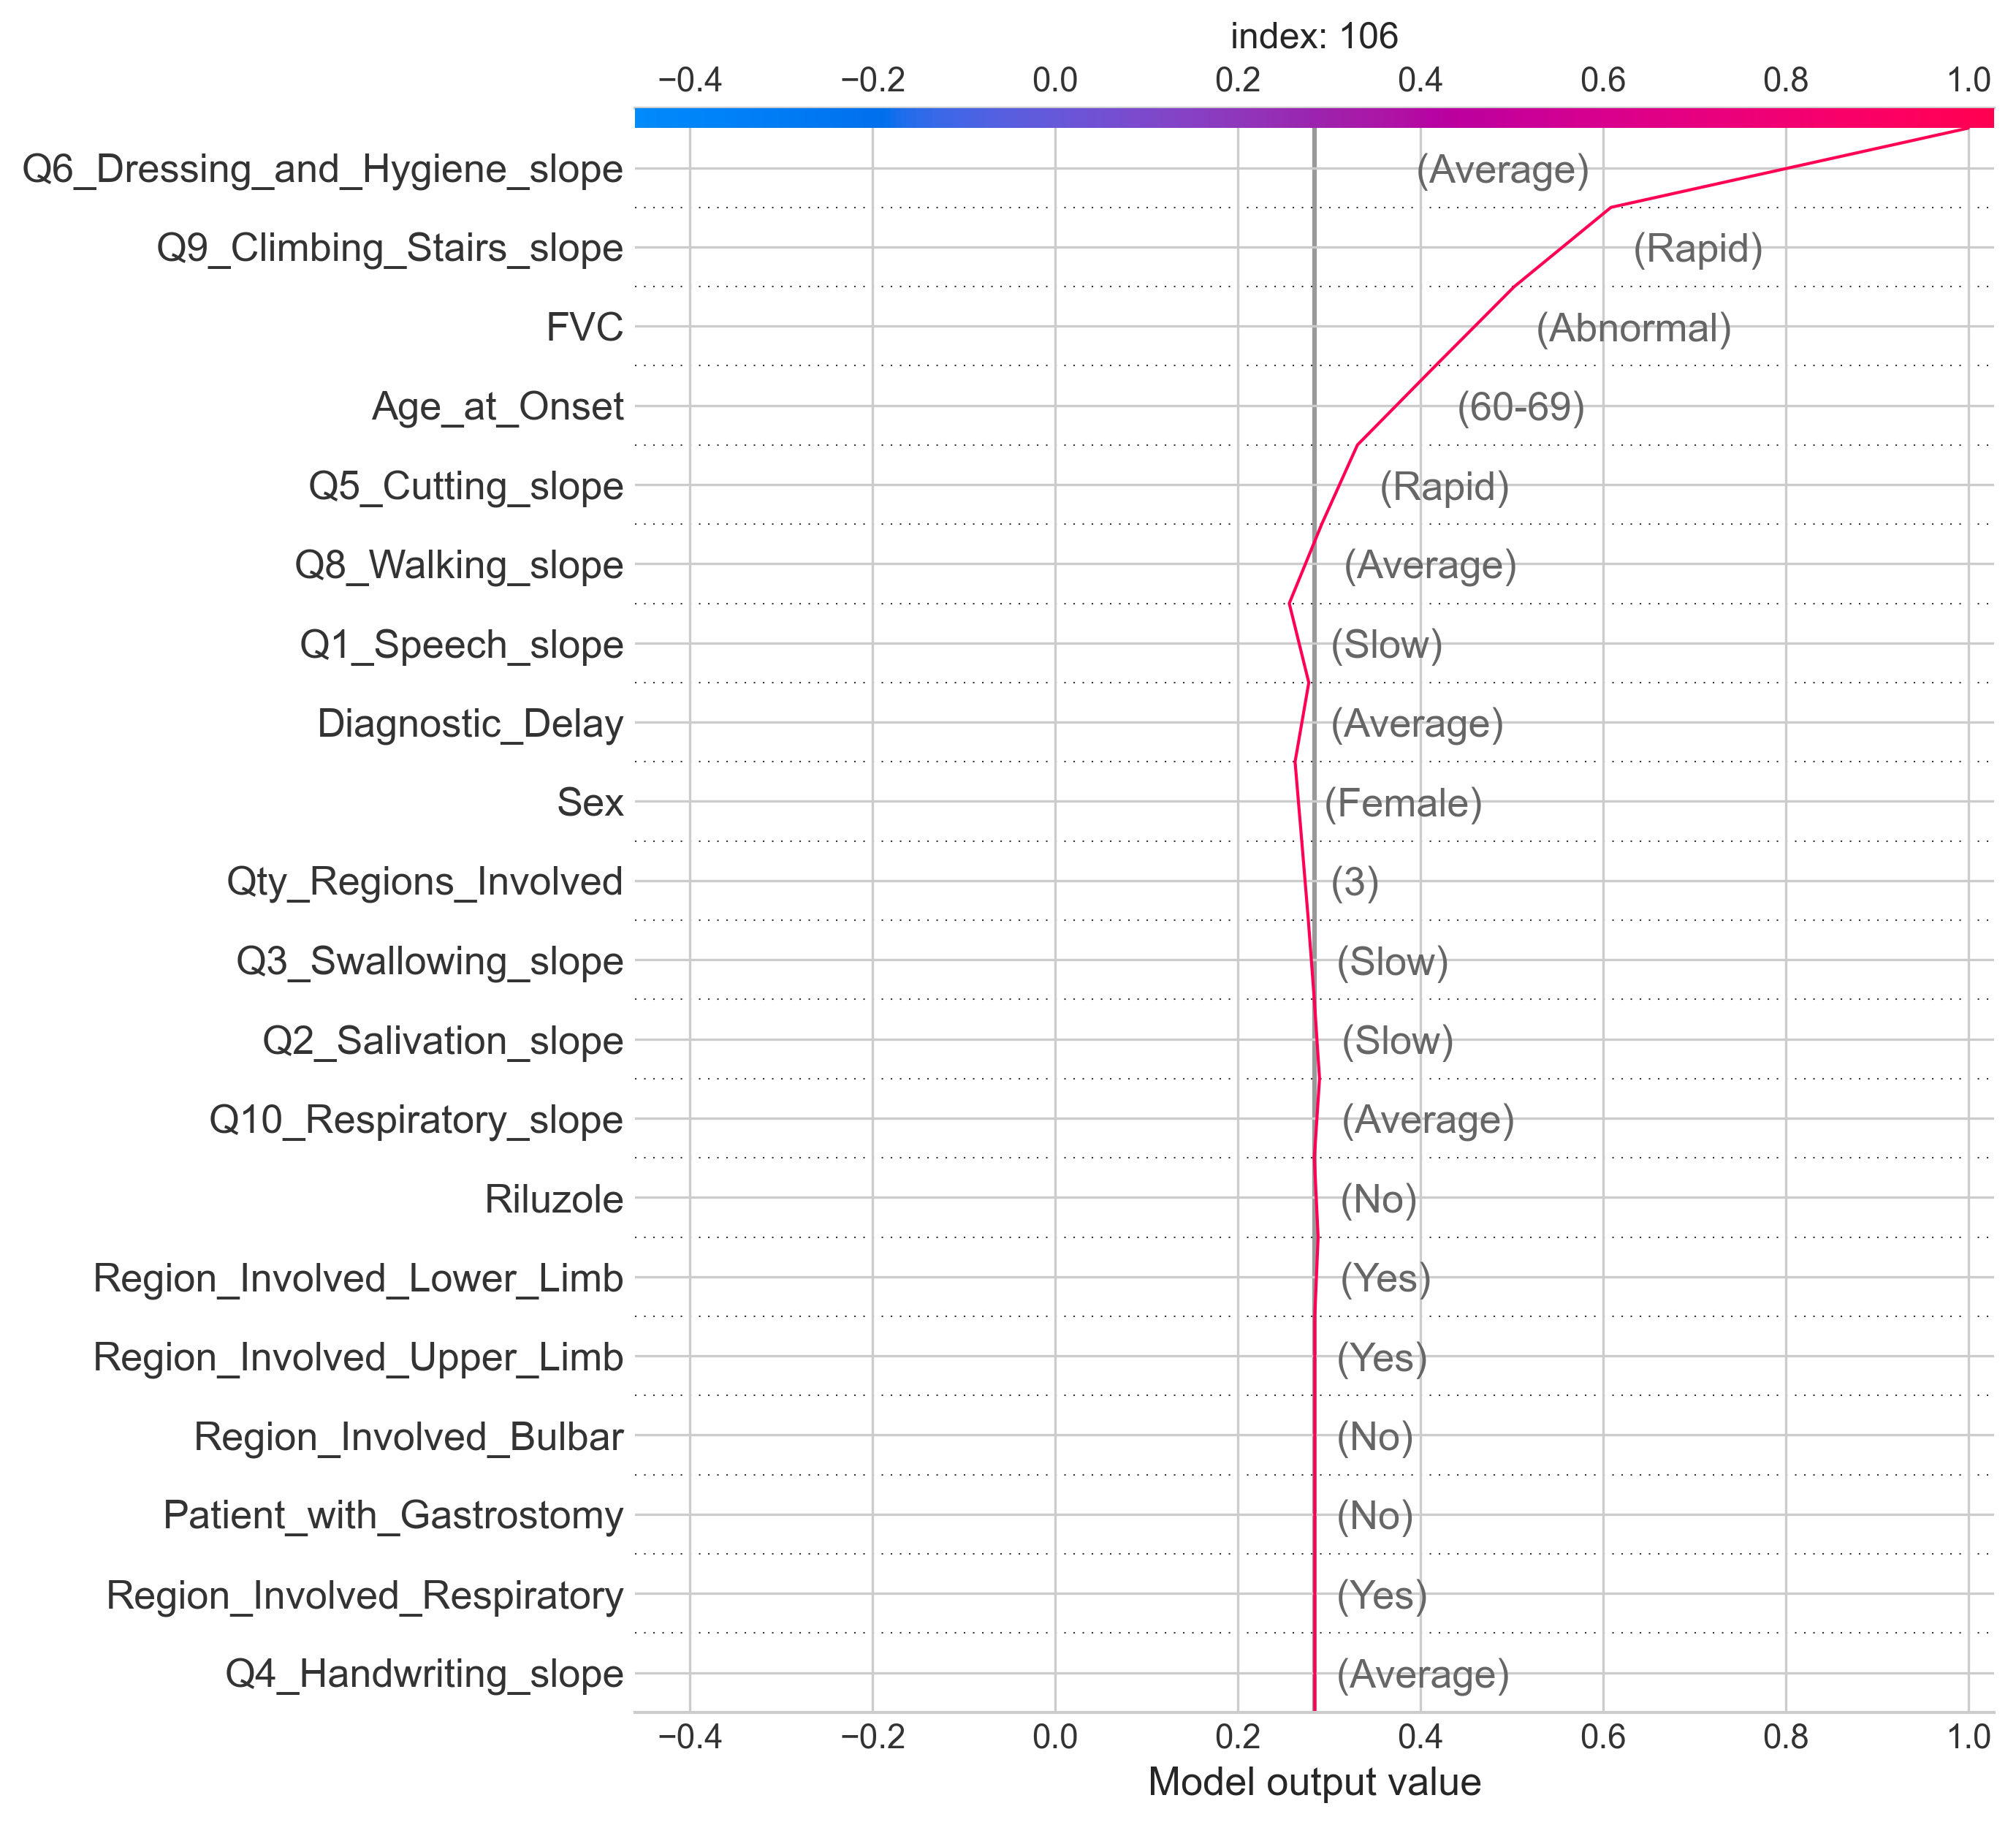 index: 106
−0.4 −0.2 0.0 0.2 0.4 0.6 0.8 1.0
Q6_Dressing_and_Hygiene_slope (Average)
Q9_Climbing_Stairs_slope (Rapid)
FVC (Abnormal)
Age_at_Onset (60-69)
Q5_Cutting_slope (Rapid)
Q8_Walking_slope (Average)
Q1_Speech_slope (Slow)
Diagnostic_Delay (Average)
Sex (Female)
Qty_Regions_Involved (3)
Q3_Swallowing_slope (Slow)
Q2_Salivation_slope (Slow)
Q10_Respiratory_slope (Average)
Riluzole (No)
Region_Involved_Lower_Limb (Yes)
Region_Involved_Upper_Limb (Yes)
Region_Involved_Bulbar (No)
Patient_with_Gastrostomy (No)
Region_Involved_Respiratory (Yes)
Q4_Handwriting_slope (Average)
−0.4 −0.2 0.0 0.2 0.4 0.6 0.8 1.0
Model output value